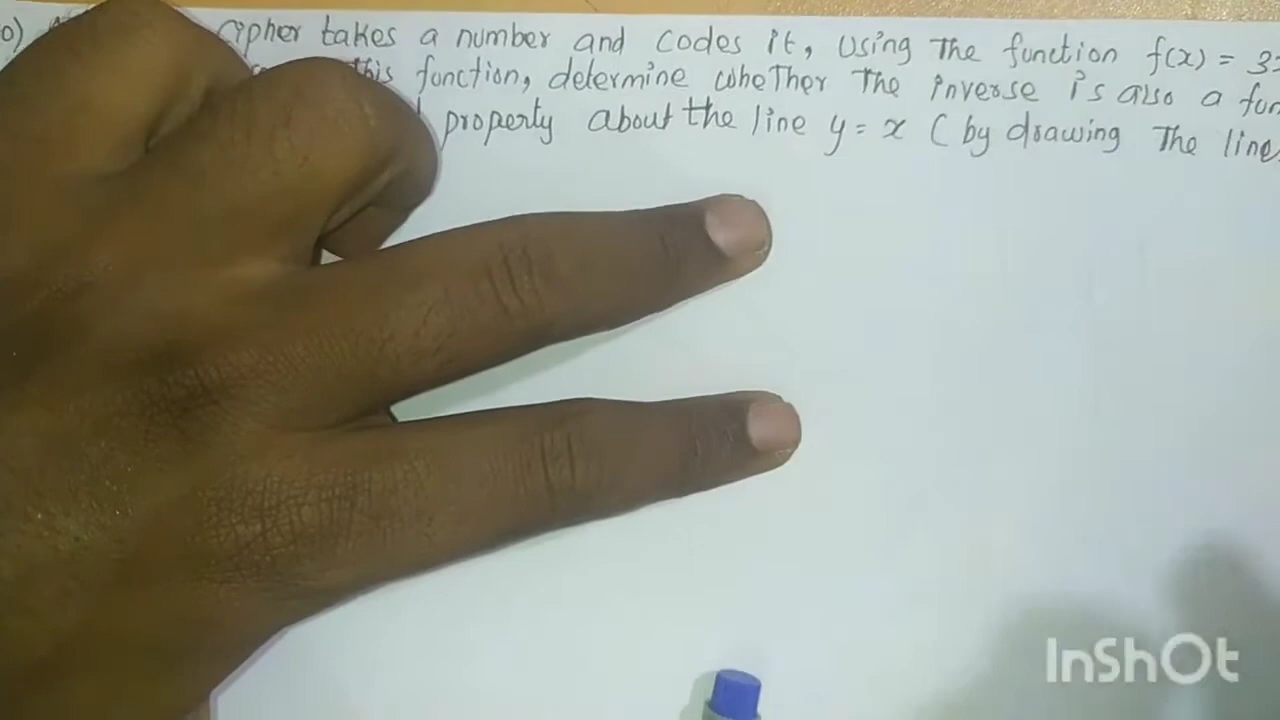 0) cipher takes a number and codes it, using The function f(x) = 3
this function, determine whether The inverse is also a fun
property about the line y = x ( by drawing The line
InShOt